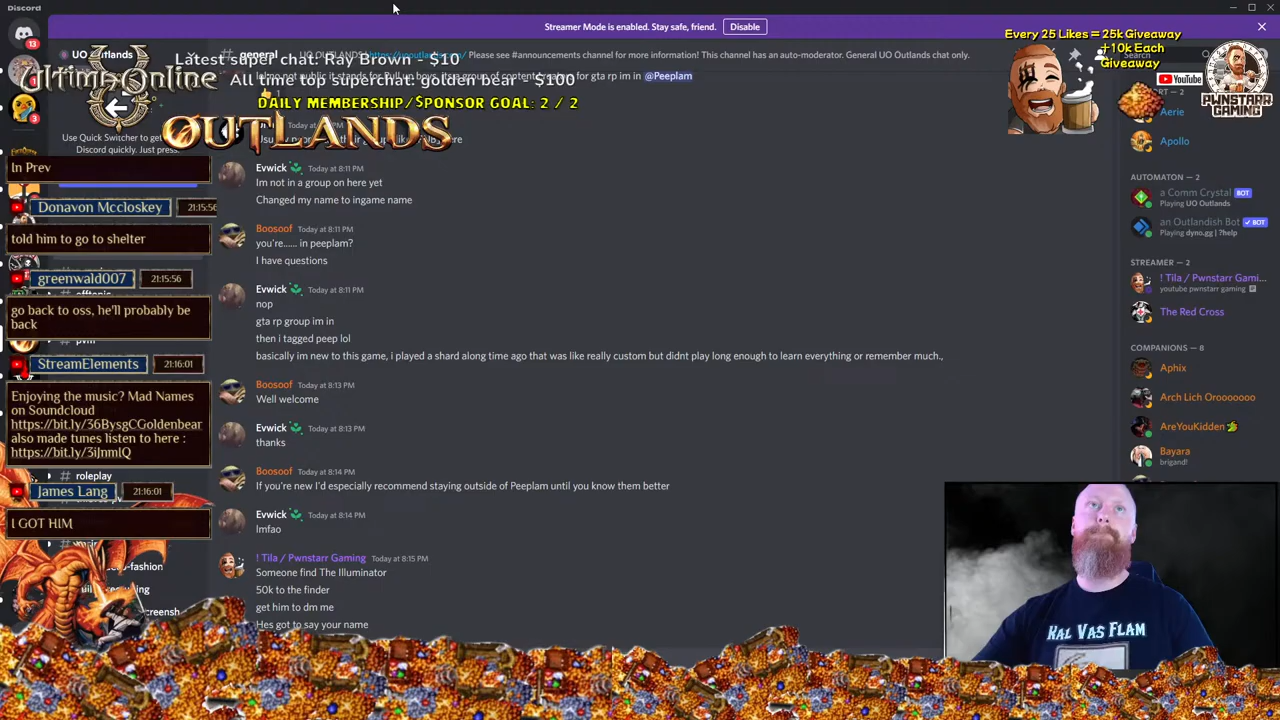 Discord
Streamer Mode is enabled. Stay safe, friend.
Disable
UO Outlands
general
Please see #announcements channel for more information! This channel has an auto-moderator. General UO Outlands chat only.
Search
Latest super chat: Ray Brown - $10
@Peeplam
$100
DAILY MEMBERSHIP/$PONSOR GOAL: 2 / 2
ULTIMA ONLINE
OUTLANDS
Use Quick Switcher to get
Discord quickly. Just press
Every 25 Likes = 25k Giveaway
+10k Each
Giveaway
YouTube
PWNSTARR
GAMING
13
1
3
In Prev
Donavon Mccloskey
21:15:56
told him to go to shelter
greenwald007
21:15:56
go back to oss, he'll probably be
back
StreamElements
21:16:01
Enjoying the music? Mad Names
on Soundcloud
https://bit.ly/36BysgCGoldenbear
also made tunes listen to here :
https://bit.ly/3iJnmlQ
roleplay
James Lang
21:16:01
I GOT HIM
Evwick Today at 8:11 PM
Im not in a group on here yet
Changed my name to ingame name
Boosoof Today at 8:11 PM
you're...... in peeplam?
I have questions
Evwick Today at 8:11 PM
nop
gta rp group im in
then i tagged peep lol
basically im new to this game, i played a shard along time ago that was like really custom but didnt play long enough to learn everything or remember much.,
Boosoof Today at 8:13 PM
Well welcome
Evwick Today at 8:13 PM
thanks
Boosoof Today at 8:14 PM
If you're new I'd especially recommend staying outside of Peeplam until you know them better
Evwick Today at 8:14 PM
lmfao
! Tila / Pwnstarr Gaming Today at 8:15 PM
Someone find The Illuminator
50k to the finder
get him to dm me
Hes got to say your name
Aerie
Apollo
AUTOMATON — 2
a Comm Crystal BOT
Playing UO Outlands
an Outlandish Bot BOT
Playing dyno.gg | ?help
STREAMER — 2
! Tila / Pwnstarr Gami...
youtube pwnstarr gaming
The Red Cross
COMPANIONS — 8
Aphix
Arch Lich Orooooooo
AreYouKidden
Bayara
brigand!
KAL VAS FLAM